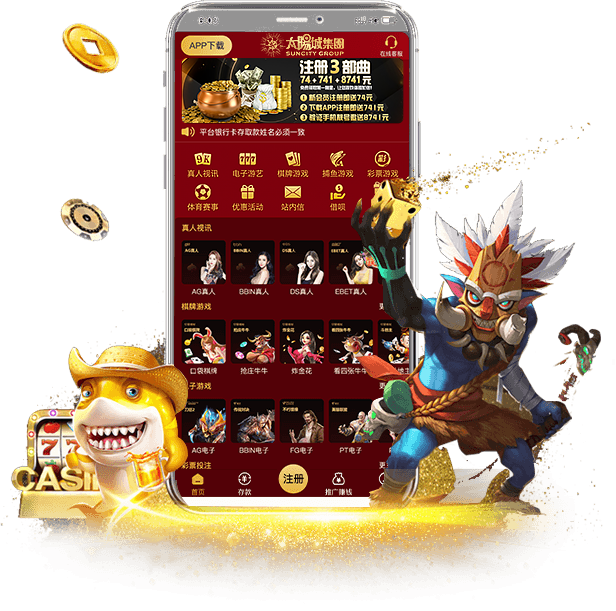 APP下载
太陽城集團
SUNCITY GROUP
在线客服
注册3部曲
74+741+8741元
① 新会员注册即送74元
② 下载APP注册即送741元
③ 验证手机靓号邀送8741元
平台银行卡存取款姓名必须一致
真人视讯
电子游艺
棋牌游戏
捕鱼游戏
彩票游戏
体育赛事
优惠活动
站内信
借呗
真人视讯
AG真人
BBIN真人
DS真人
EBET真人
棋牌游戏
更
口袋棋牌
抢庄牛牛
炸金花
看四张牛牛
地主
子游戏
更
AG电子
BBIN电子
FG电子
PT电子
彩票投注
首页
存款
注册
推广赚钱
777
CASI